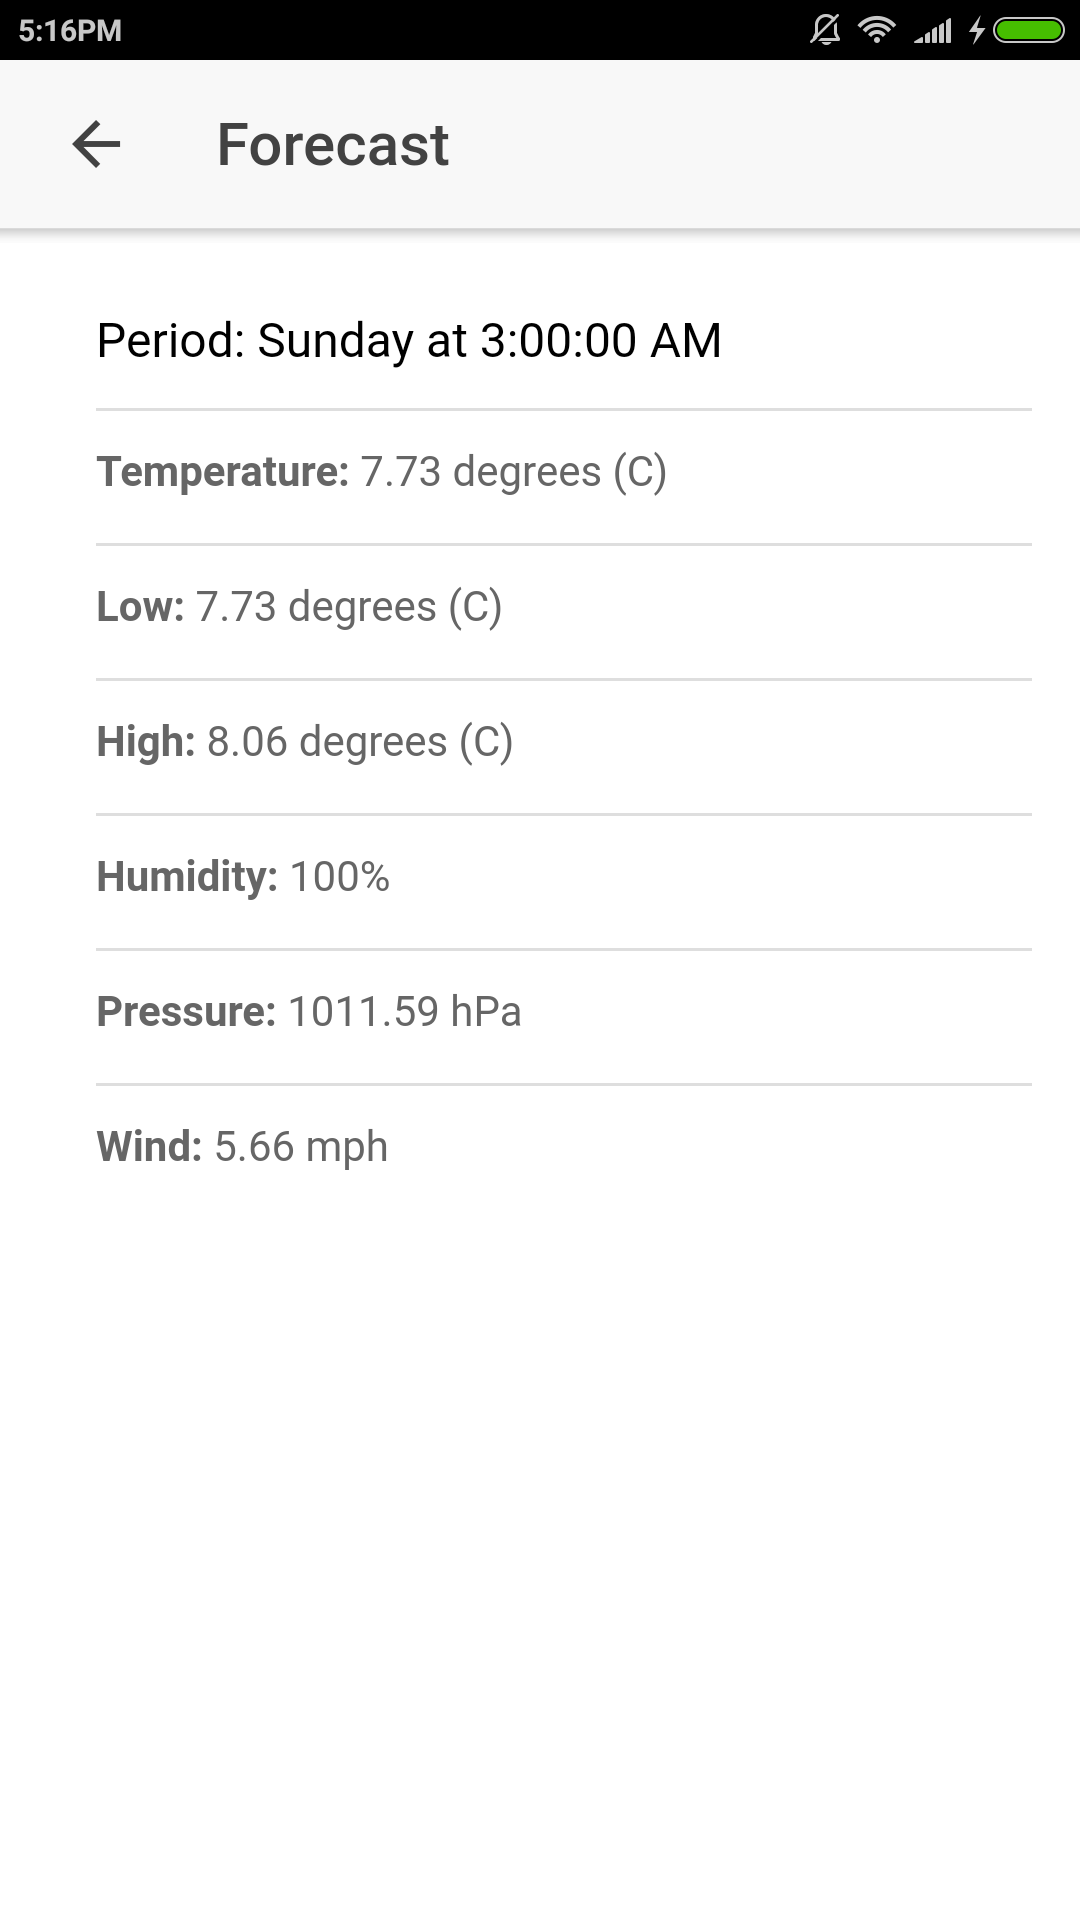 5:16PM
Forecast
Period: Sunday at 3:00:00 AM
Temperature: 7.73 degrees (C)
Low: 7.73 degrees (C)
High: 8.06 degrees (C)
Humidity: 100%
Pressure: 1011.59 hPa
Wind: 5.66 mph